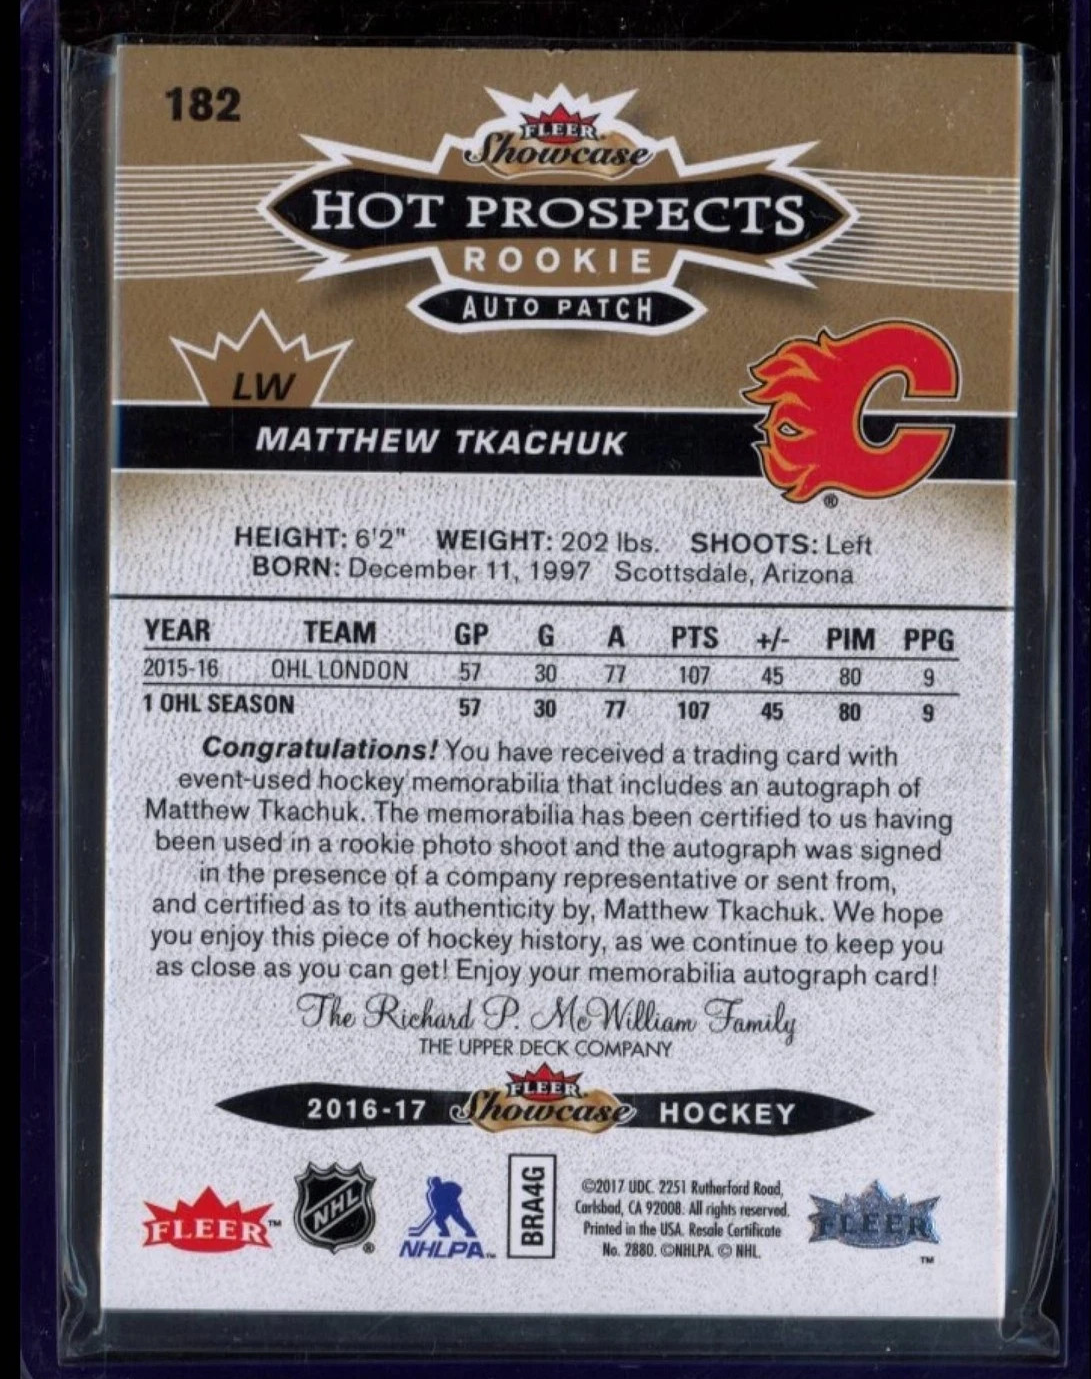 182
FLEER
Showcase
HOT PROSPECTS
ROOKIE
AUTO PATCH
LW
MATTHEW TKACHUK
®
HEIGHT: 6'2" WEIGHT: 202 lbs. SHOOTS: Left
BORN: December 11, 1997 Scottsdale, Arizona
YEAR TEAM GP G A PTS +/- PIM PPG
2015-16 OHL LONDON 57 30 77 107 45 80 9
1 OHL SEASON 57 30 77 107 45 80 9
Congratulations! You have received a trading card with
event-used hockey memorabilia that includes an autograph of
Matthew Tkachuk. The memorabilia has been certified to us having
been used in a rookie photo shoot and the autograph was signed
in the presence of a company representative or sent from,
and certified as to its authenticity by, Matthew Tkachuk. We hope
you enjoy this piece of hockey history, as we continue to keep you
as close as you can get! Enjoy your memorabilia autograph card!
The Richard P. McWilliam Family
THE UPPER DECK COMPANY
2016-17 FLEER Showcase HOCKEY
FLEER™
NHL®
NHLPA™
BRA4G
©2017 UDC. 2251 Rutherford Road,
Carlsbad, CA 92008. All rights reserved.
Printed in the USA. Resale Certificate
No. 2880. ©NHLPA. © NHL.
FLEER™